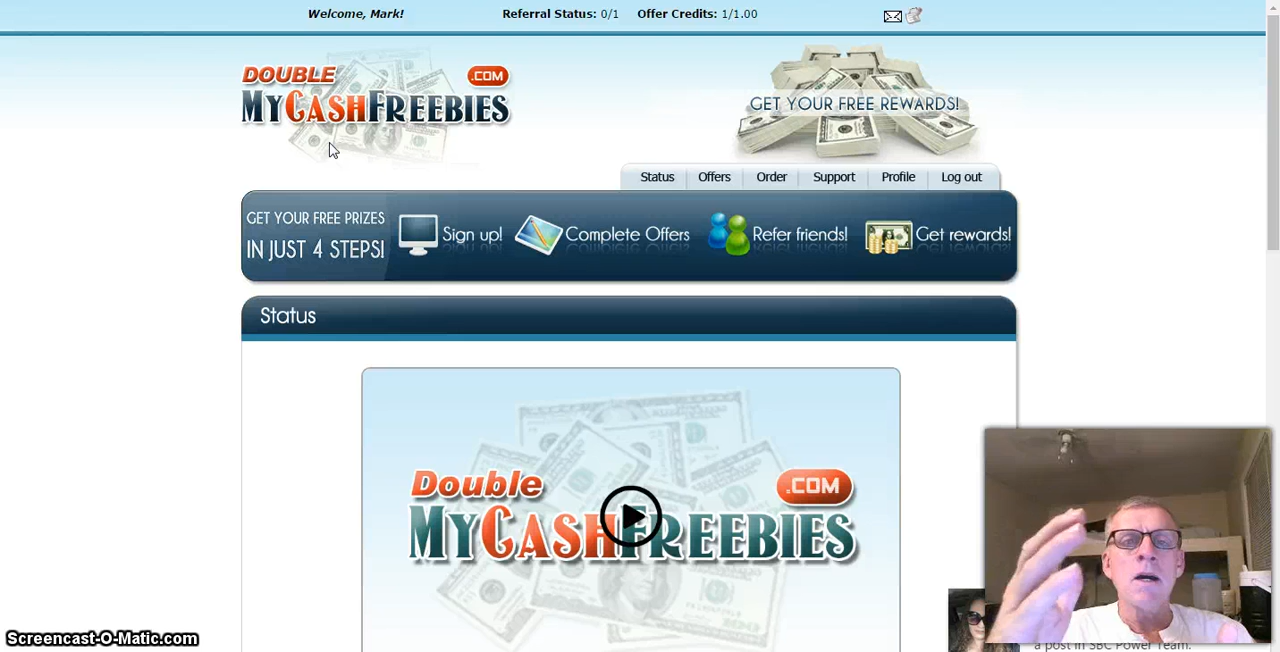 Welcome, Mark!
Referral Status: 0/1 Offer Credits: 1/1.00
DOUBLE .COM
MYCASHFREEBIES
GET YOUR FREE REWARDS!
Status Offers Order Support Profile Log out
GET YOUR FREE PRIZES
IN JUST 4 STEPS!
Sign up! Complete Offers Refer friends! Get rewards!
Status
Double .COM
MYCASHFREEBIES
Screencast-O-Matic.com
a post in SBC Power Team.